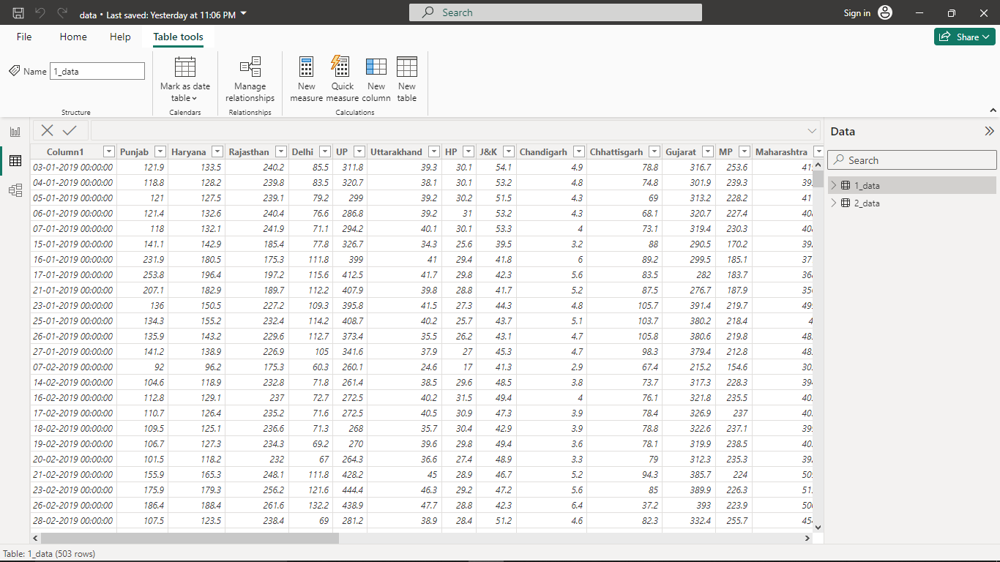 data • Last saved: Yesterday at 11:06 PM
Search
Sign in
File Home Help Table tools
Share
Name 1_data
Mark as date table
Manage relationships
New measure
Quick measure
New column
New table
Structure Calendars Relationships Calculations
Data
Search
1_data
2_data
Column1 Punjab Haryana Rajasthan Delhi UP Uttarakhand HP J&K Chandigarh Chhattisgarh Gujarat MP Maharashtra
03-01-2019 00:00:00 121.9 133.5 240.2 85.5 311.8 39.3 30.1 54.1 4.9 78.8 316.7 253.6
04-01-2019 00:00:00 118.8 128.2 239.8 83.5 320.7 38.1 30.1 53.2 4.8 74.8 301.9 239.3
05-01-2019 00:00:00 121 127.5 239.1 79.2 299 39.2 30.2 51.5 4.3 69 313.2 228.2
06-01-2019 00:00:00 121.4 132.6 240.4 76.6 286.8 39.2 31 53.2 4.3 68.1 320.7 227.4
07-01-2019 00:00:00 118 132.1 241.9 71.1 294.2 40.1 30.1 53.3 4 73.1 319.4 230.3
15-01-2019 00:00:00 141.1 142.9 185.4 77.8 326.7 34.3 25.6 39.5 3.2 88 290.5 170.2
16-01-2019 00:00:00 231.9 180.5 175.3 111.8 399 41 29.4 41.8 6 89.2 299.5 185.1
17-01-2019 00:00:00 253.8 196.4 197.2 115.6 412.5 41.7 29.8 42.3 5.6 83.5 282 183.7
21-01-2019 00:00:00 207.1 182.9 189.7 112.2 407.9 39.8 28.8 41.7 5.2 87.5 276.7 187.9
23-01-2019 00:00:00 136 150.5 227.2 109.3 395.8 41.5 27.3 44.3 4.8 105.7 391.4 219.7
25-01-2019 00:00:00 134.3 155.2 232.4 114.2 408.7 40.2 25.7 43.7 5.1 103.7 380.2 218.4
26-01-2019 00:00:00 135.9 143.2 229.6 112.7 373.4 35.5 26.2 43.1 4.7 105.8 380.6 219.8
27-01-2019 00:00:00 141.2 138.9 226.9 105 341.6 37.9 27 45.3 4.7 98.3 379.4 212.8
07-02-2019 00:00:00 92 96.2 175.3 60.3 260.1 24.6 17 41.3 2.9 67.4 215.2 154.6
14-02-2019 00:00:00 104.6 118.9 232.8 71.8 261.4 38.5 29.6 48.5 3.8 73.7 317.3 228.3
16-02-2019 00:00:00 112.8 129.1 237 72.7 272.5 40.2 31.5 49.4 4 76.1 321.8 235.5
17-02-2019 00:00:00 110.7 126.4 235.2 71.6 272.5 40.5 30.9 47.3 3.9 78.4 326.9 237
18-02-2019 00:00:00 109.5 125.1 236.6 71.3 268 35.7 30.4 42.9 3.9 78.8 322.6 237.1
19-02-2019 00:00:00 106.7 127.3 234.3 69.2 270 39.6 29.8 49.4 3.6 78.1 319.9 238.5
20-02-2019 00:00:00 101.5 118.2 232 67 264.3 36.6 27.4 48.9 3.3 79 312.3 235.3
21-02-2019 00:00:00 155.9 165.3 248.1 111.8 428.2 45 28.9 46.7 5.2 94.3 385.7 224
23-02-2019 00:00:00 175.9 179.3 256.2 121.6 444.4 46.3 29.2 47.2 5.6 85 389.9 226.3
26-02-2019 00:00:00 186.4 188.4 261.6 132.2 438.9 47.7 28.8 42.3 6.4 37.2 393 223.9
28-02-2019 00:00:00 107.5 123.5 238.4 69 281.2 38.9 28.4 51.2 4.6 82.3 332.4 255.7
Table: 1_data (503 rows)